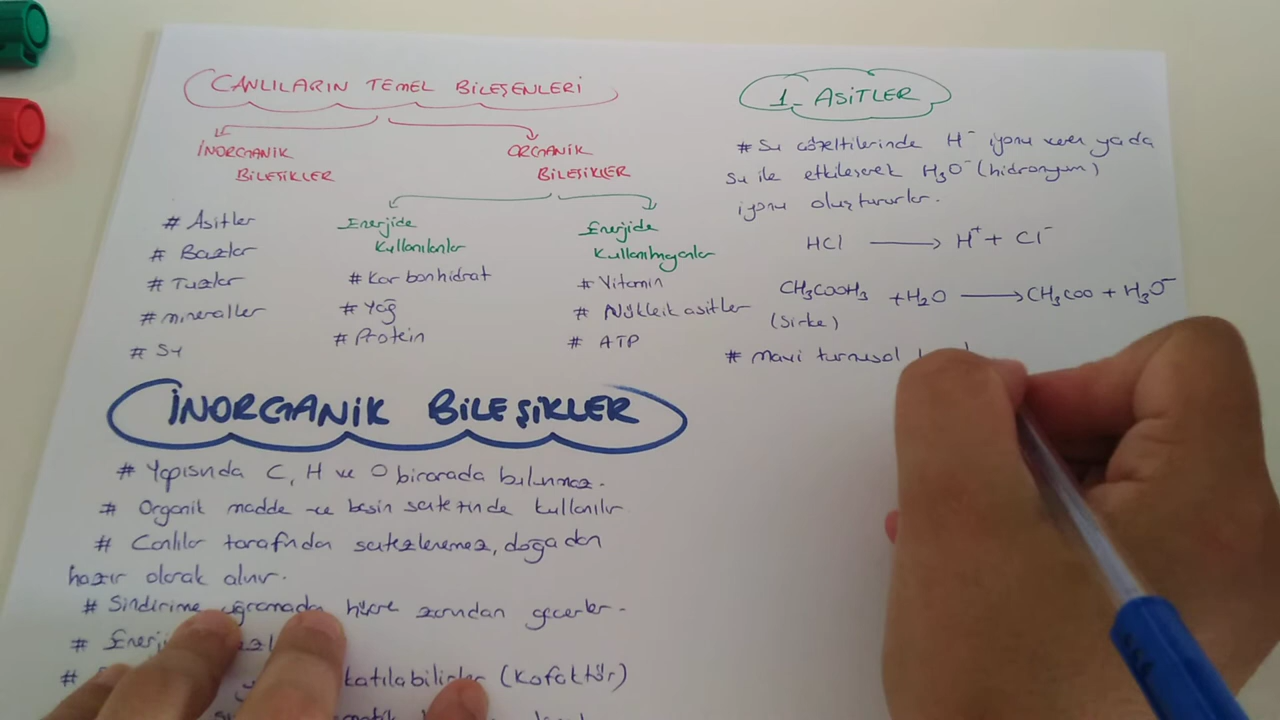 CANLILARIN TEMEL BİLEŞENLERİ
İNORGANİK
BİLEŞİKLER
# Asitler
# Bazlar
# Tuzlar
# mineraller
# Su
ORGANİK
BİLEŞİKLER
Enerjide
Kullanılanlar
# Karbonhidrat
# Yağ
# Protein
Enerjide
Kullanılmayanlar
# Vitamin
# Nükleik asitler
# ATP
İNORGANİK BİLEŞİKLER
# Yapısında C, H ve O birarada bulunmaz.
# Organik madde ve besin sentezinde kullanılır
# Canlılar tarafından sentezlenemez, doğadan
hazır olarak alınır.
# Sindirime uğramadan hücre zarından geçerler.
# Enerji
# katılabilirler (Kofaktör)
1- ASİTLER
# Su çözeltilerinde H⁻ iyonu veren ya da
su ile etkileşerek H₃O⁻ (hidronyum)
iyonu oluştururlar.
HCl → H⁺ + Cl⁻
CH₃COOH₃ + H₂O → CH₃COO + H₃O⁻
(Sirke)
# mavi turnusol